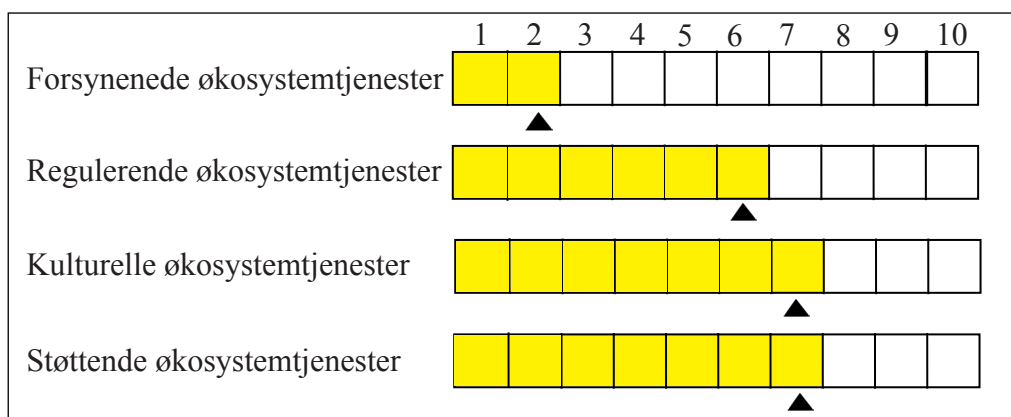 1 2 3 4 5 6 7 8 9 10
Forsynenede økosystemtjenester
Regulerende økosystemtjenester
Kulturelle økosystemtjenester
Støttende økosystemtjenester